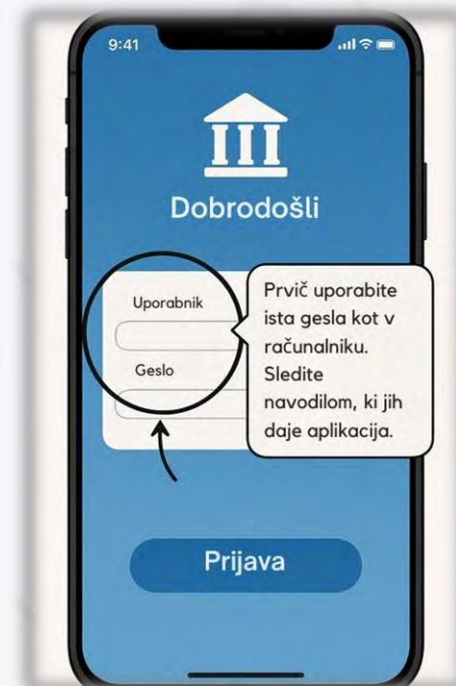 9:41
Dobrodošli
Uporabnik
Geslo
Prvič uporabite
ista gesla kot v
računalniku.
Sledite
navodilom, ki jih
daje aplikacija.
Prijava